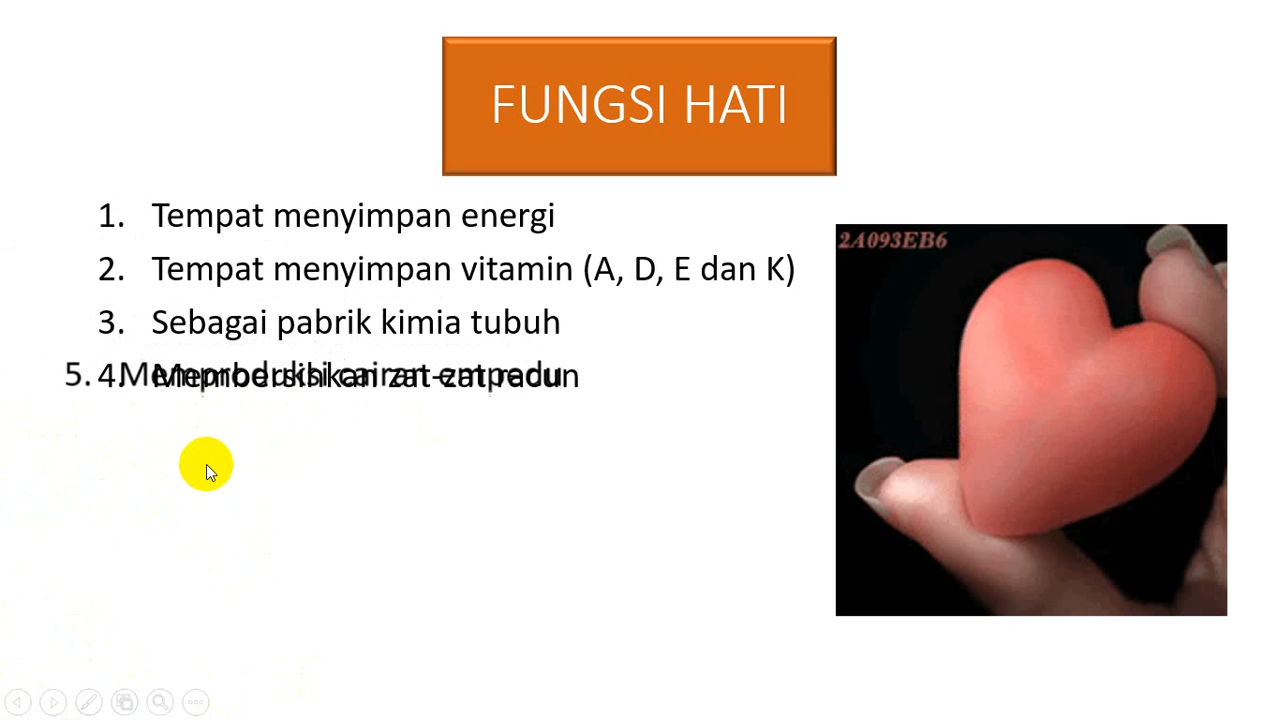 FUNGSI HATI
1. Tempat menyimpan energi
2. Tempat menyimpan vitamin (A, D, E dan K)
3. Sebagai pabrik kimia tubuh
4. Membersihkan zat-zat racun
5. Memproduksi cairan empedu
2A093EB6